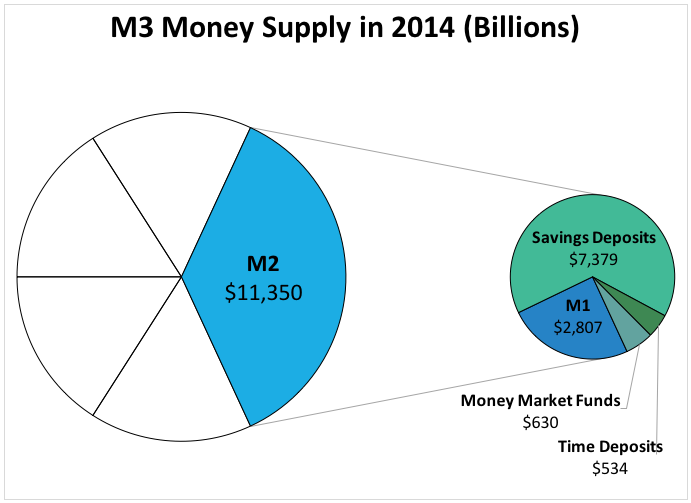 M3 Money Supply in 2014 (Billions)
M2
$11,350
Savings Deposits
$7,379
M1
$2,807
Money Market Funds
$630
Time Deposits
$534